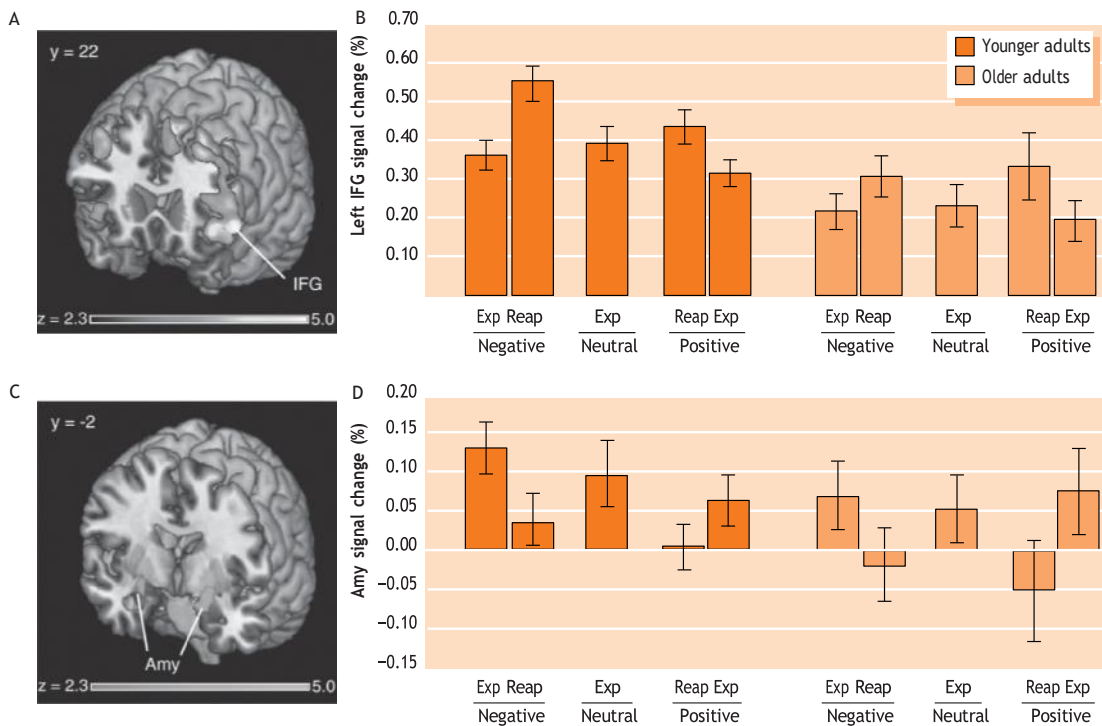 A
y = 22
IFG
z = 2.3
5.0
B
Left IFG signal change (%)
0.70
0.60
0.50
0.40
0.30
0.20
0.10
Younger adults
Older adults
Exp Reap
Exp
Reap Exp
Exp Reap
Exp
Reap Exp
Negative
Neutral
Positive
Negative
Neutral
Positive
C
y = -2
Amy
z = 2.3
5.0
D
Amy signal change (%)
0.20
0.15
0.10
0.05
0.00
−0.05
−0.10
−0.15
Exp Reap
Exp
Reap Exp
Exp Reap
Exp
Reap Exp
Negative
Neutral
Positive
Negative
Neutral
Positive